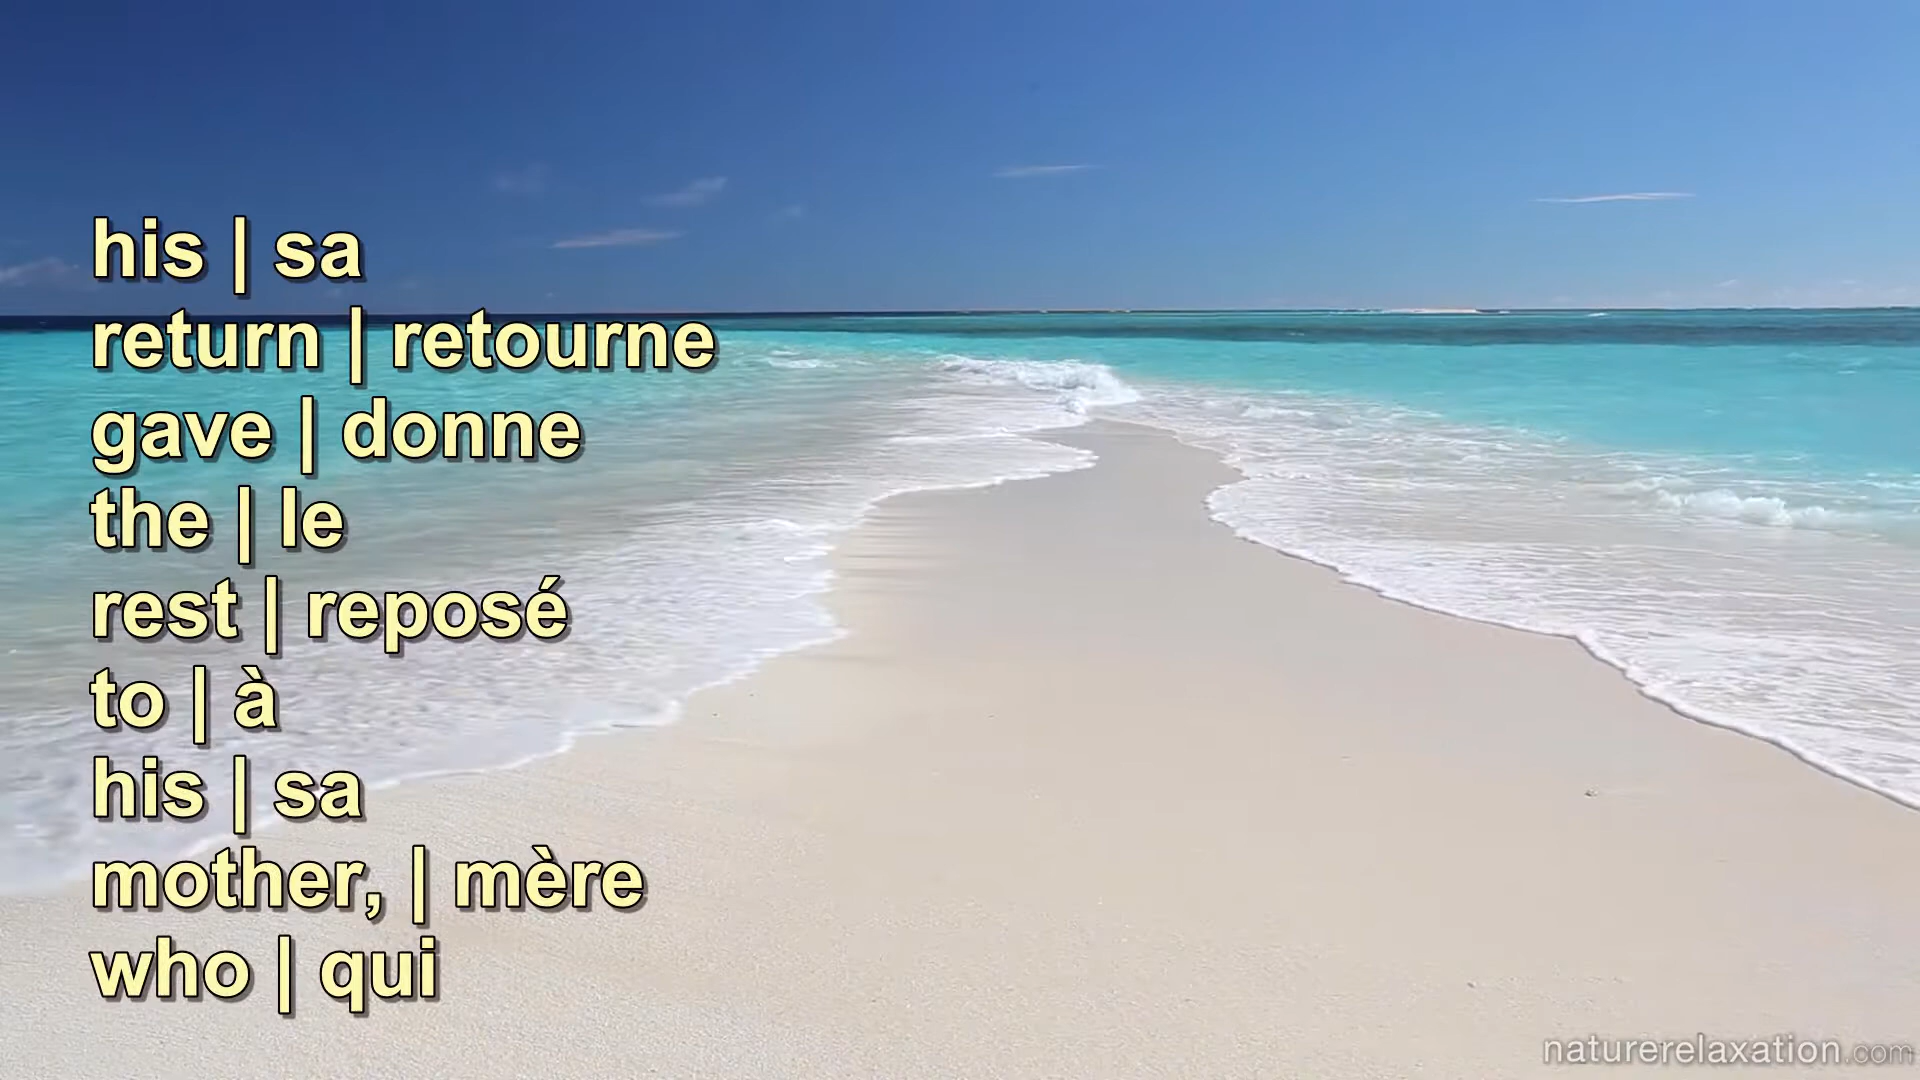 his | sa
return | retourne
gave | donne
the | le
rest | reposé
to | à
his | sa
mother, | mère
who | qui
naturerelaxation.com